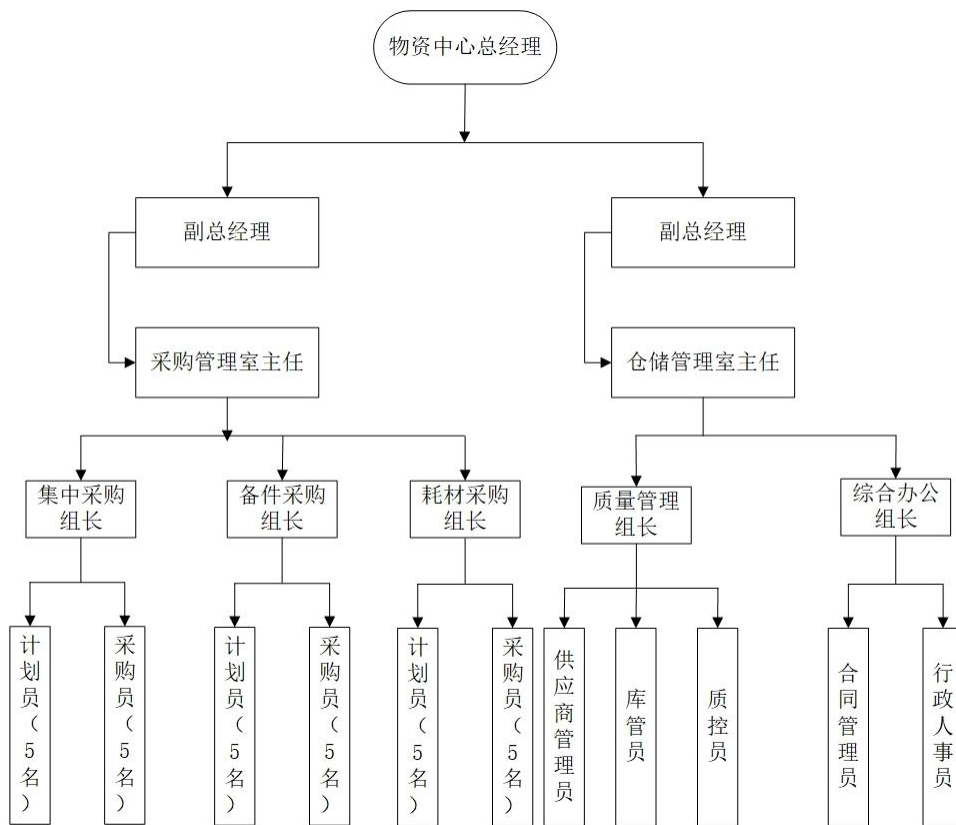 物资中心总经理
副总经理
副总经理
采购管理室主任
仓储管理室主任
集中采购
组长
备件采购
组长
耗材采购
组长
质量管理
组长
综合办公
组长
计划员（5名）
采购员（5名）
计划员（5名）
采购员（5名）
计划员（5名）
采购员（5名）
供应商管理员
库管员
质控员
合同管理员
行政人事员